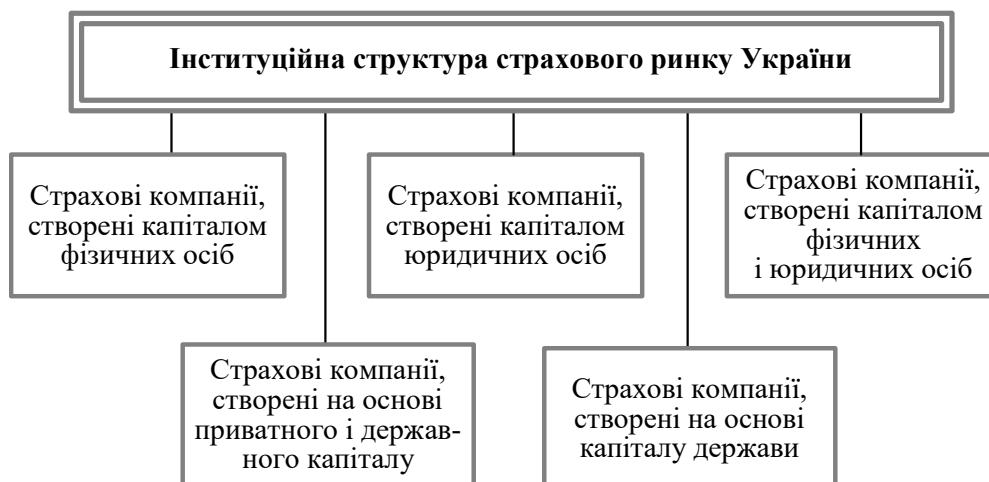 Інституційна структура страхового ринку України
Страхові компанії,
створені капіталом
фізичних осіб
Страхові компанії,
створені капіталом
юридичних осіб
Страхові компанії,
створені капіталом
фізичних
і юридичних осіб
Страхові компанії,
створені на основі
приватного і держав-
ного капіталу
Страхові компанії,
створені на основі
капіталу держави